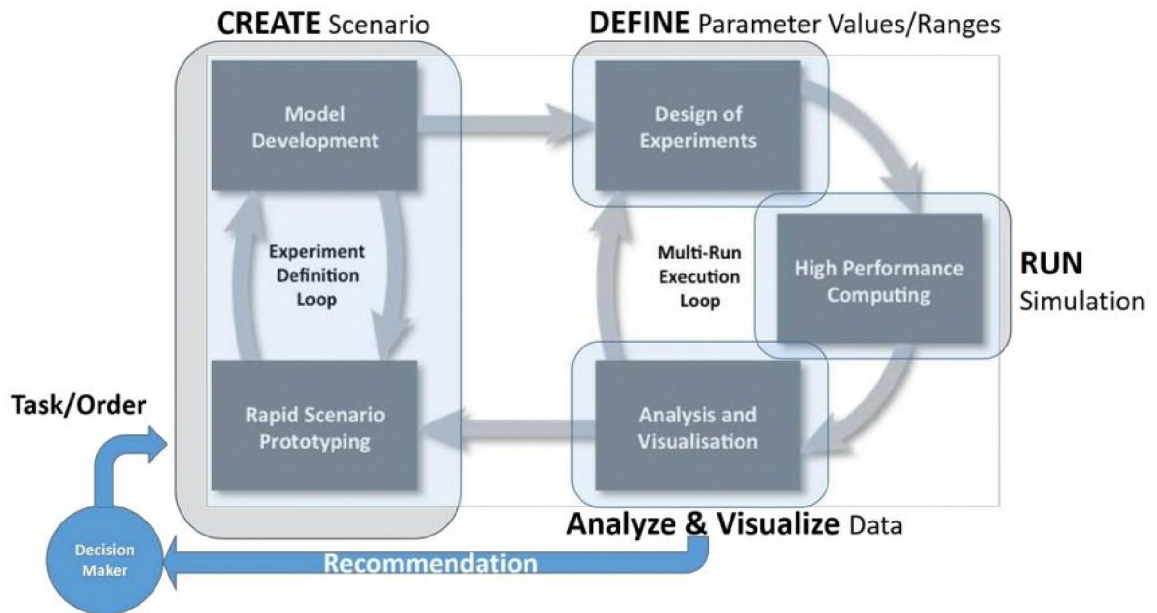 CREATE Scenario
DEFINE Parameter Values/Ranges
Model
Development
Design of
Experiments
Experiment
Definition
Loop
Multi-Run
Execution
Loop
High Performance
Computing
RUN
Simulation
Task/Order
Rapid Scenario
Prototyping
Analysis and
Visualisation
Analyze & Visualize Data
Decision
Maker
Recommendation